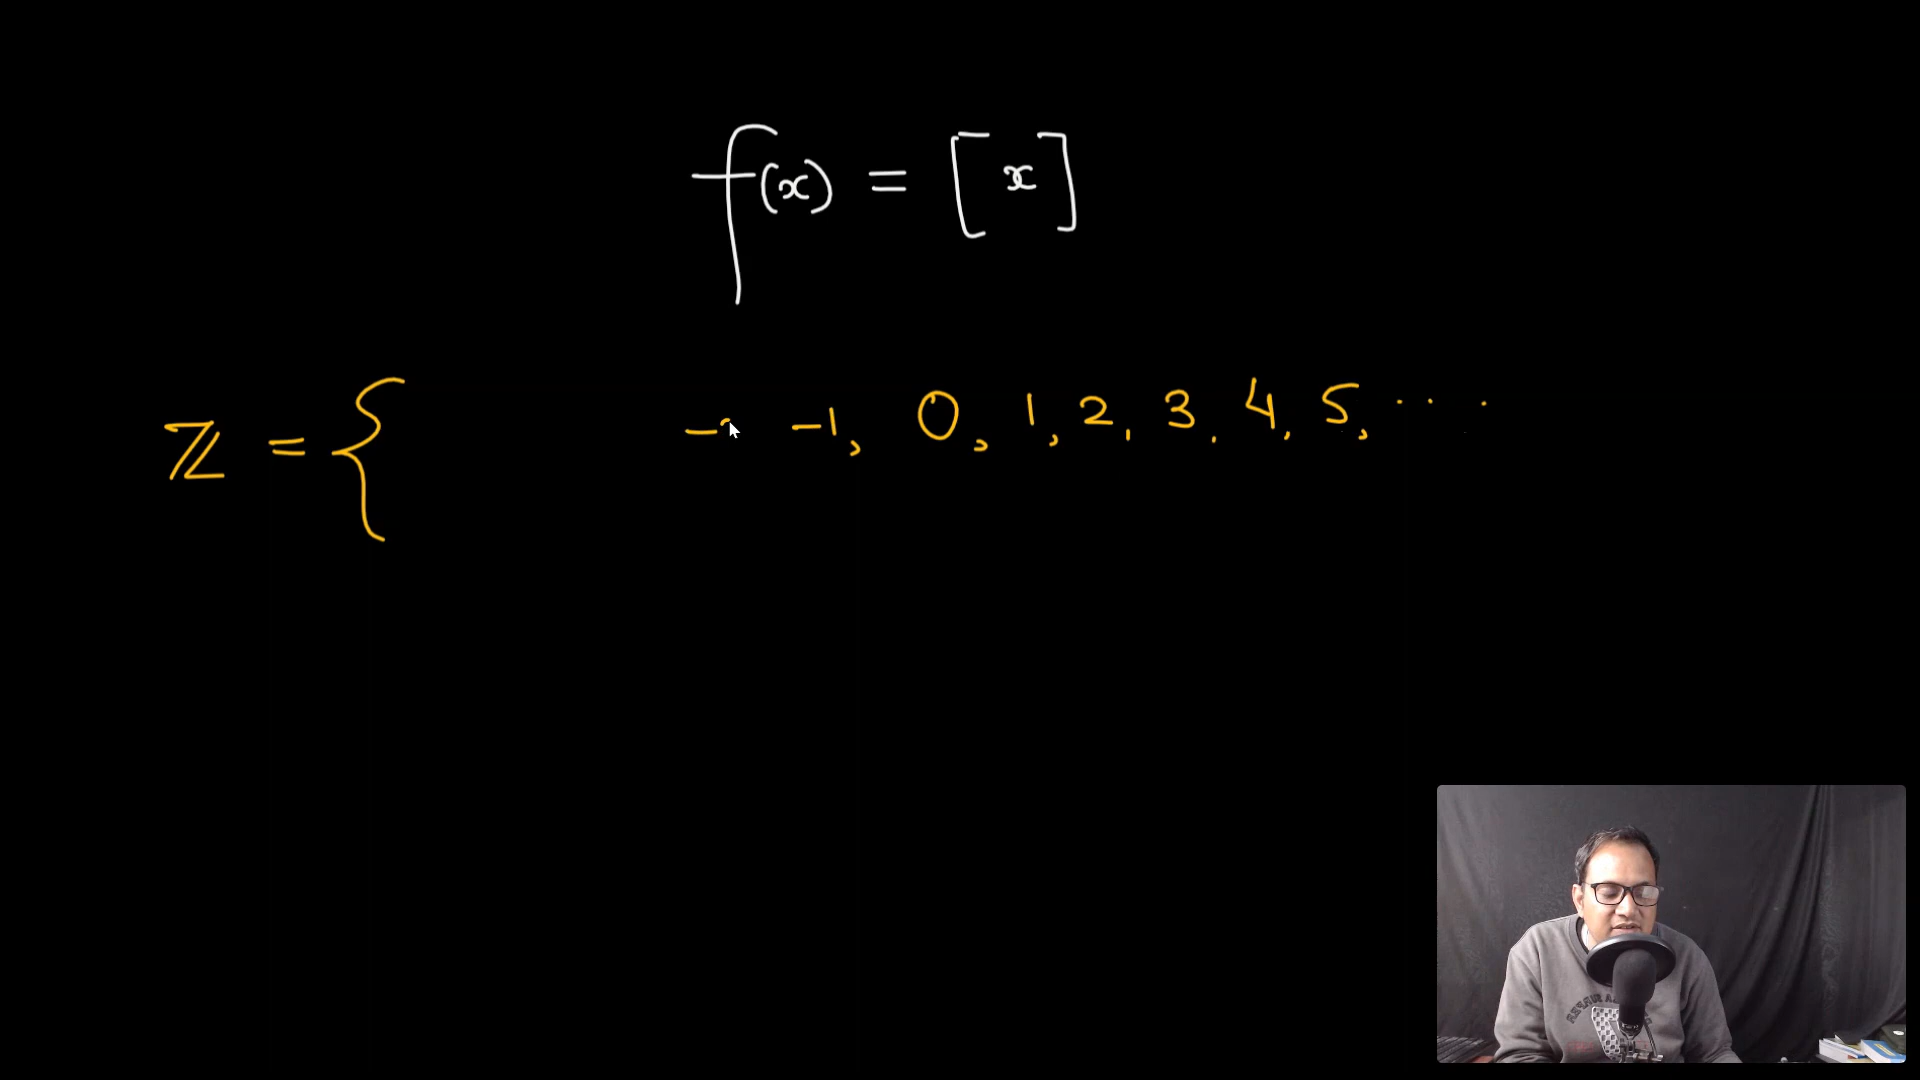 f(x) = [x]
ℤ = { − -1, 0, 1, 2, 3, 4, 5, ...